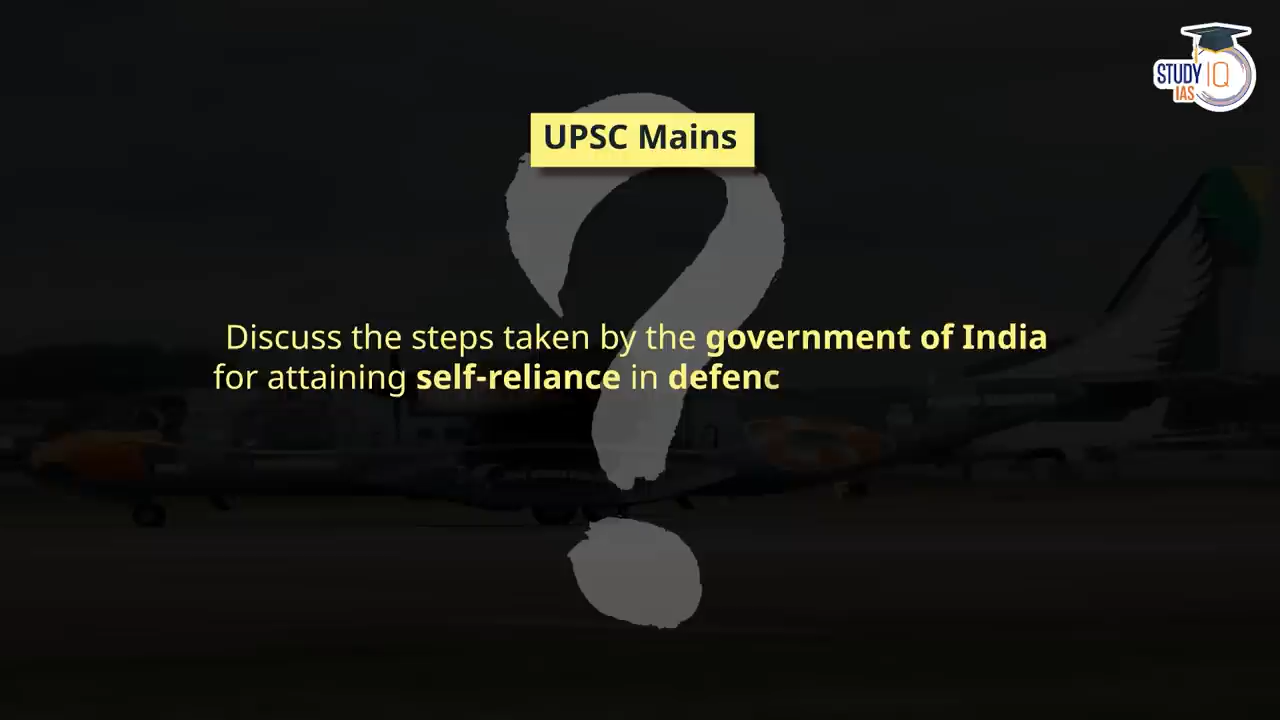 STUDY IQ
IAS
UPSC Mains
Discuss the steps taken by the government of India
for attaining self-reliance in defenc